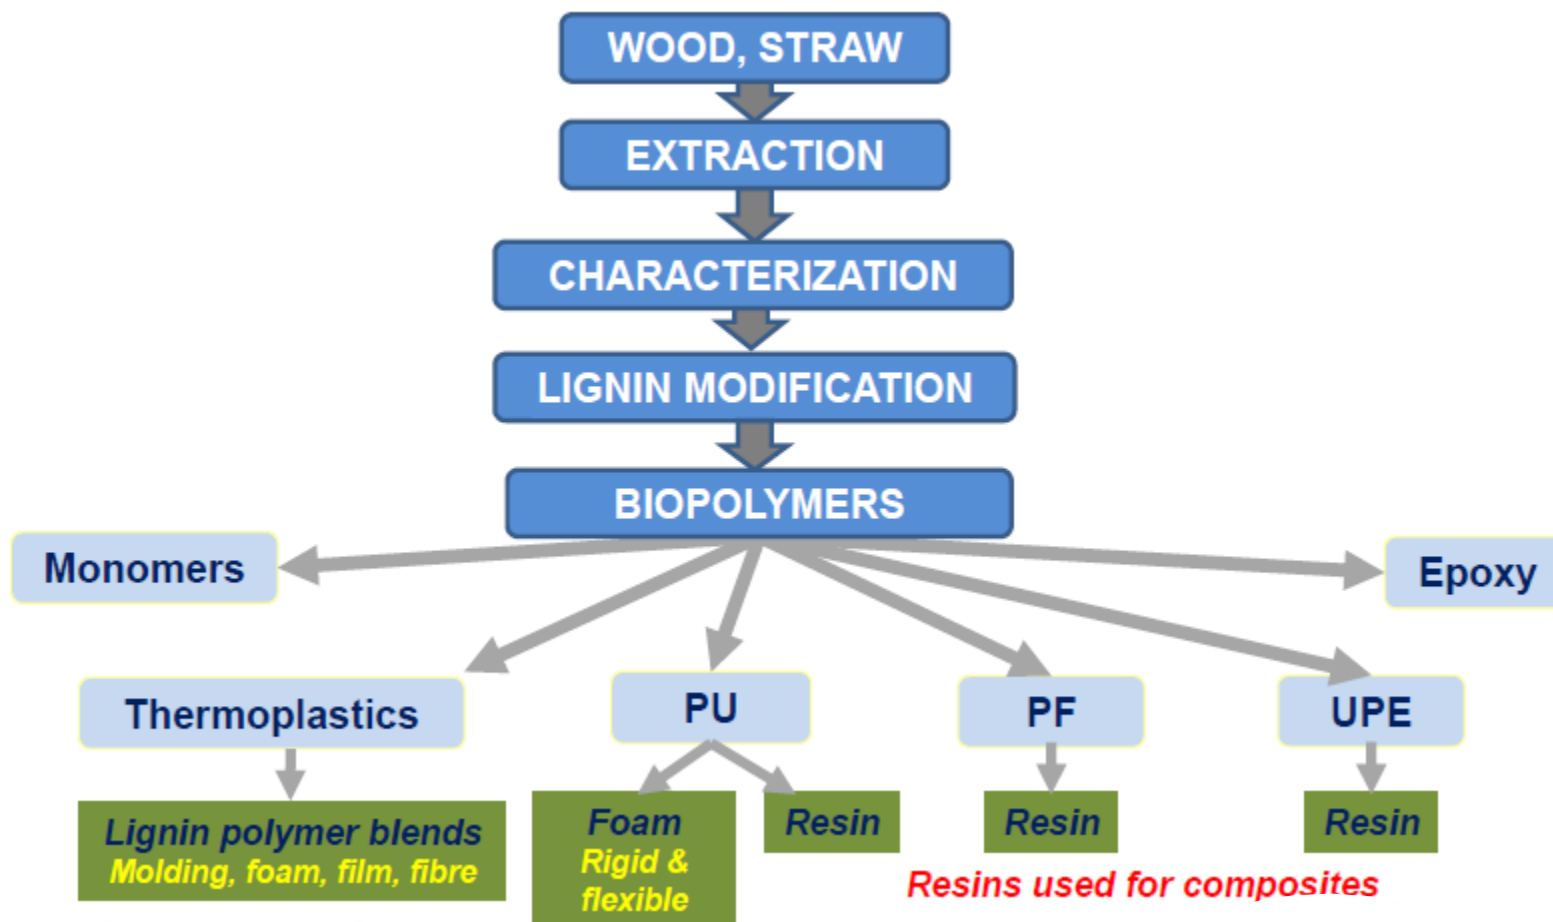 WOOD, STRAW
EXTRACTION
CHARACTERIZATION
LIGNIN MODIFICATION
BIOPOLYMERS
Monomers
Epoxy
Thermoplastics
PU
PF
UPE
Lignin polymer blends
Molding, foam, film, fibre
Foam
Rigid &
flexible
Resin
Resin
Resin
Resins used for composites